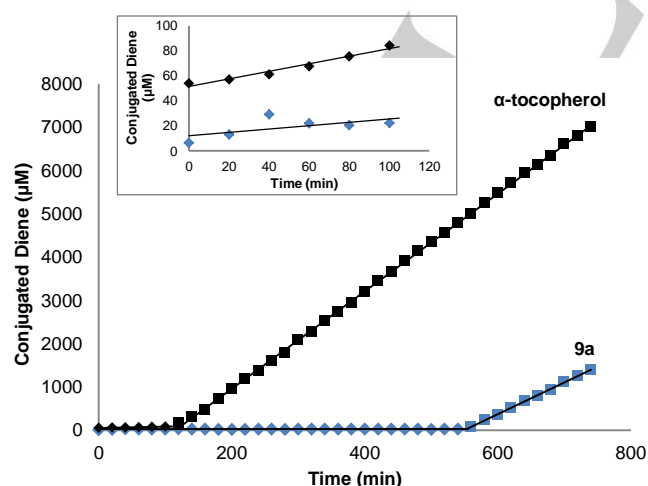 100
80
60
40
20
0
Conjugated Diene
(µM)
0 20 40 60 80 100 120
Time (min)
8000
7000
6000
5000
4000
3000
2000
1000
0
Conjugated Diene (µM)
α-tocopherol
9a
0 200 400 600 800
Time (min)